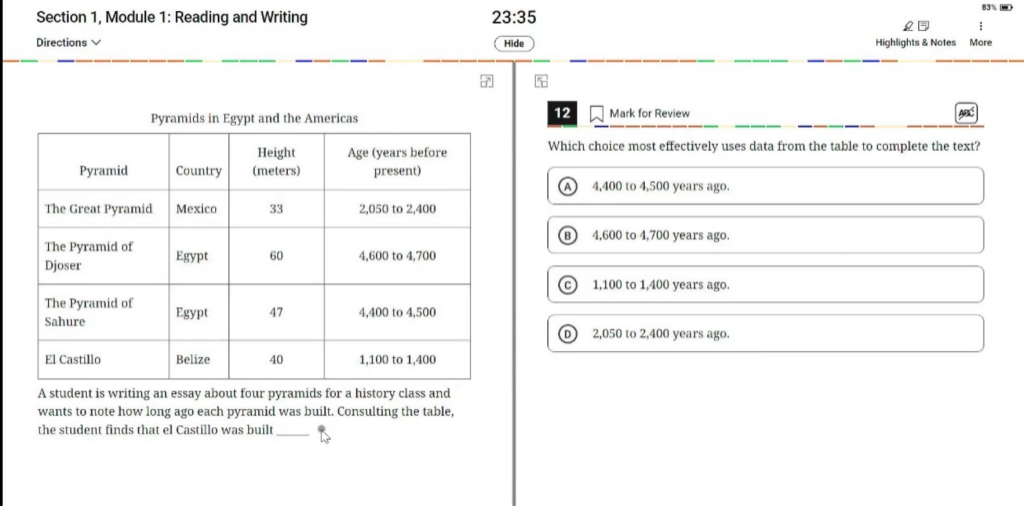 Section 1, Module 1: Reading and Writing
23:35
83%
Directions
Hide
Highlights & Notes
More
Pyramids in Egypt and the Americas
Pyramid Country Height (meters) Age (years before present)
The Great Pyramid Mexico 33 2,050 to 2,400
The Pyramid of Djoser Egypt 60 4,600 to 4,700
The Pyramid of Sahure Egypt 47 4,400 to 4,500
El Castillo Belize 40 1,100 to 1,400
A student is writing an essay about four pyramids for a history class and
wants to note how long ago each pyramid was built. Consulting the table,
the student finds that el Castillo was built ______
12 Mark for Review ABC
Which choice most effectively uses data from the table to complete the text?
A 4,400 to 4,500 years ago.
B 4,600 to 4,700 years ago.
C 1,100 to 1,400 years ago.
D 2,050 to 2,400 years ago.